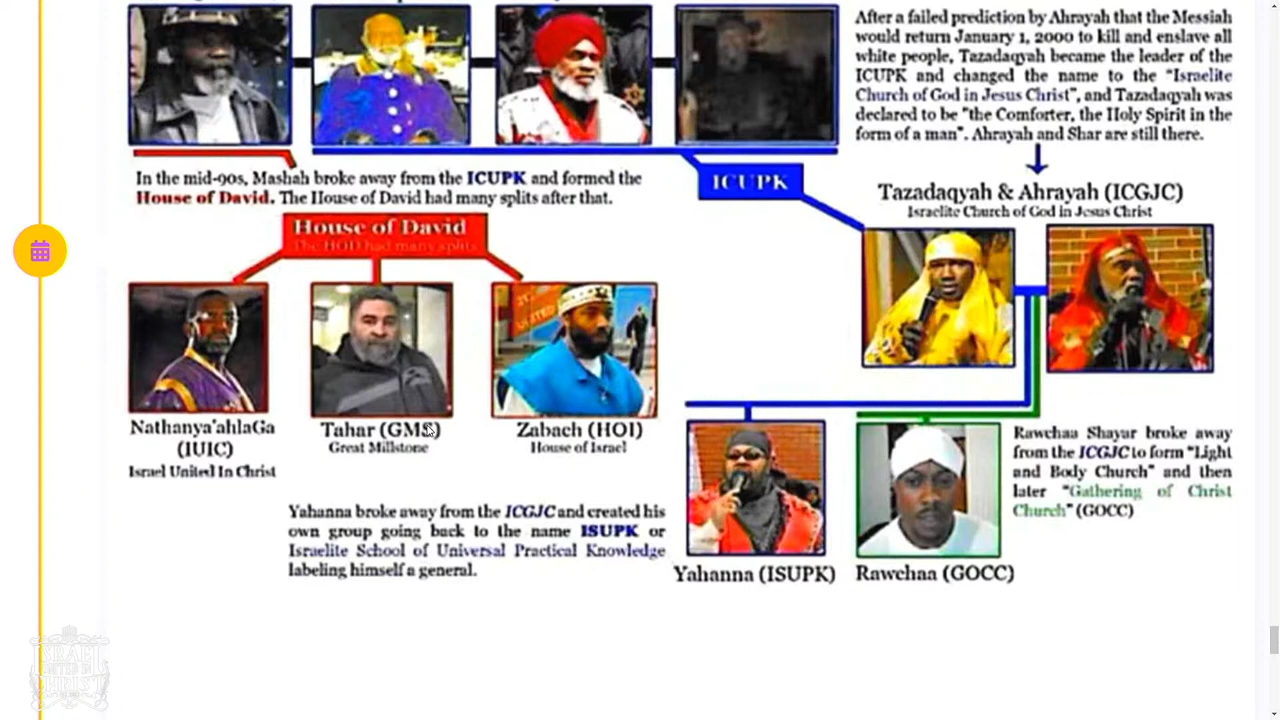 After a failed prediction by Ahrayah that the Messiah
would return January 1, 2000 to kill and enslave all
white people, Tazadaqyah became the leader of the
ICUPK and changed the name to the "Israelite
Church of God in Jesus Christ", and Tazadaqyah was
declared to be "the Comforter, the Holy Spirit in the
form of a man". Ahrayah and Shar are still there.
In the mid-90s, Mashah broke away from the ICUPK and formed the
House of David. The House of David had many splits after that.
ICUPK
Tazadaqyah & Ahrayah (ICGJC)
Israelite Church of God in Jesus Christ
House of David
The HOD had many splits
Nathanya'ahlaGa
(IUIC)
Israel United In Christ
Tahar (GMS)
Great Millstone
Zabach (HOI)
House of Israel
Rawchaa Shayar broke away
from the ICGJC to form "Light
and Body Church" and then
later "Gathering of Christ
Church" (GOCC)
Yahanna broke away from the ICGJC and created his
own group going back to the name ISUPK or
Israelite School of Universal Practical Knowledge
labeling himself a general.
Yahanna (ISUPK)
Rawchaa (GOCC)
ISRAEL
UNITED IN
CHRIST